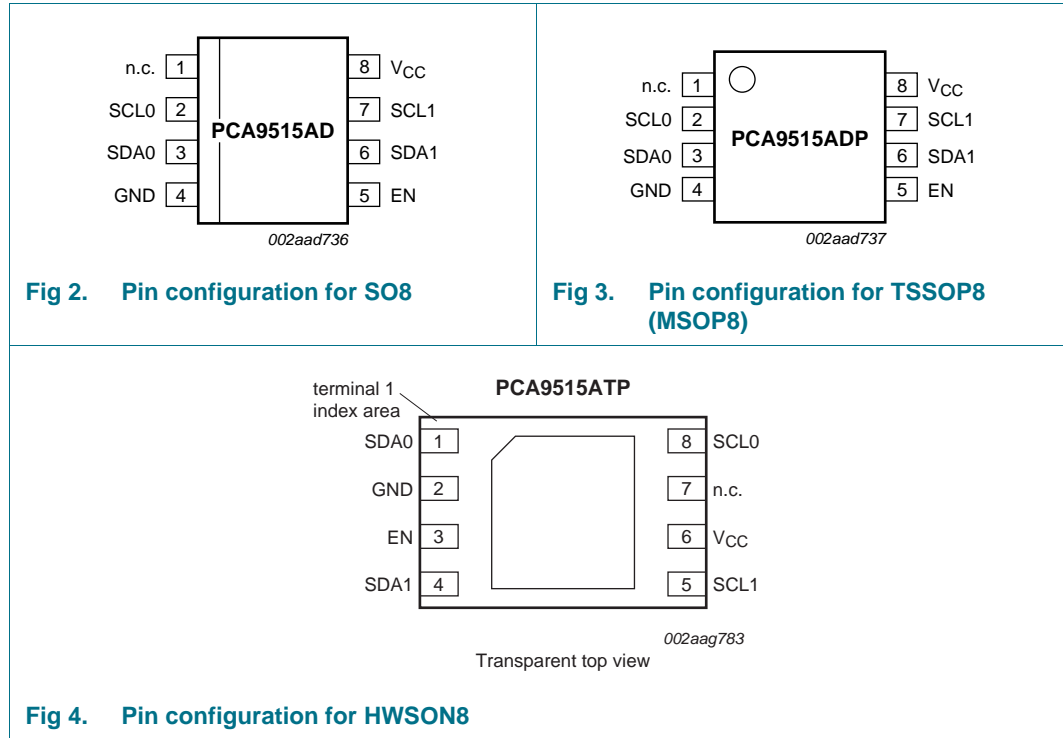 n.c. 1
SCL0 2
SDA0 3
GND 4
PCA9515AD
8 VCC
7 SCL1
6 SDA1
5 EN
002aad736
Fig 2. Pin configuration for SO8
n.c. 1
SCL0 2
SDA0 3
GND 4
PCA9515ADP
8 VCC
7 SCL1
6 SDA1
5 EN
002aad737
Fig 3. Pin configuration for TSSOP8
(MSOP8)
terminal 1
index area
PCA9515ATP
SDA0 1
GND 2
EN 3
SDA1 4
8 SCL0
7 n.c.
6 VCC
5 SCL1
002aag783
Transparent top view
Fig 4. Pin configuration for HWSON8